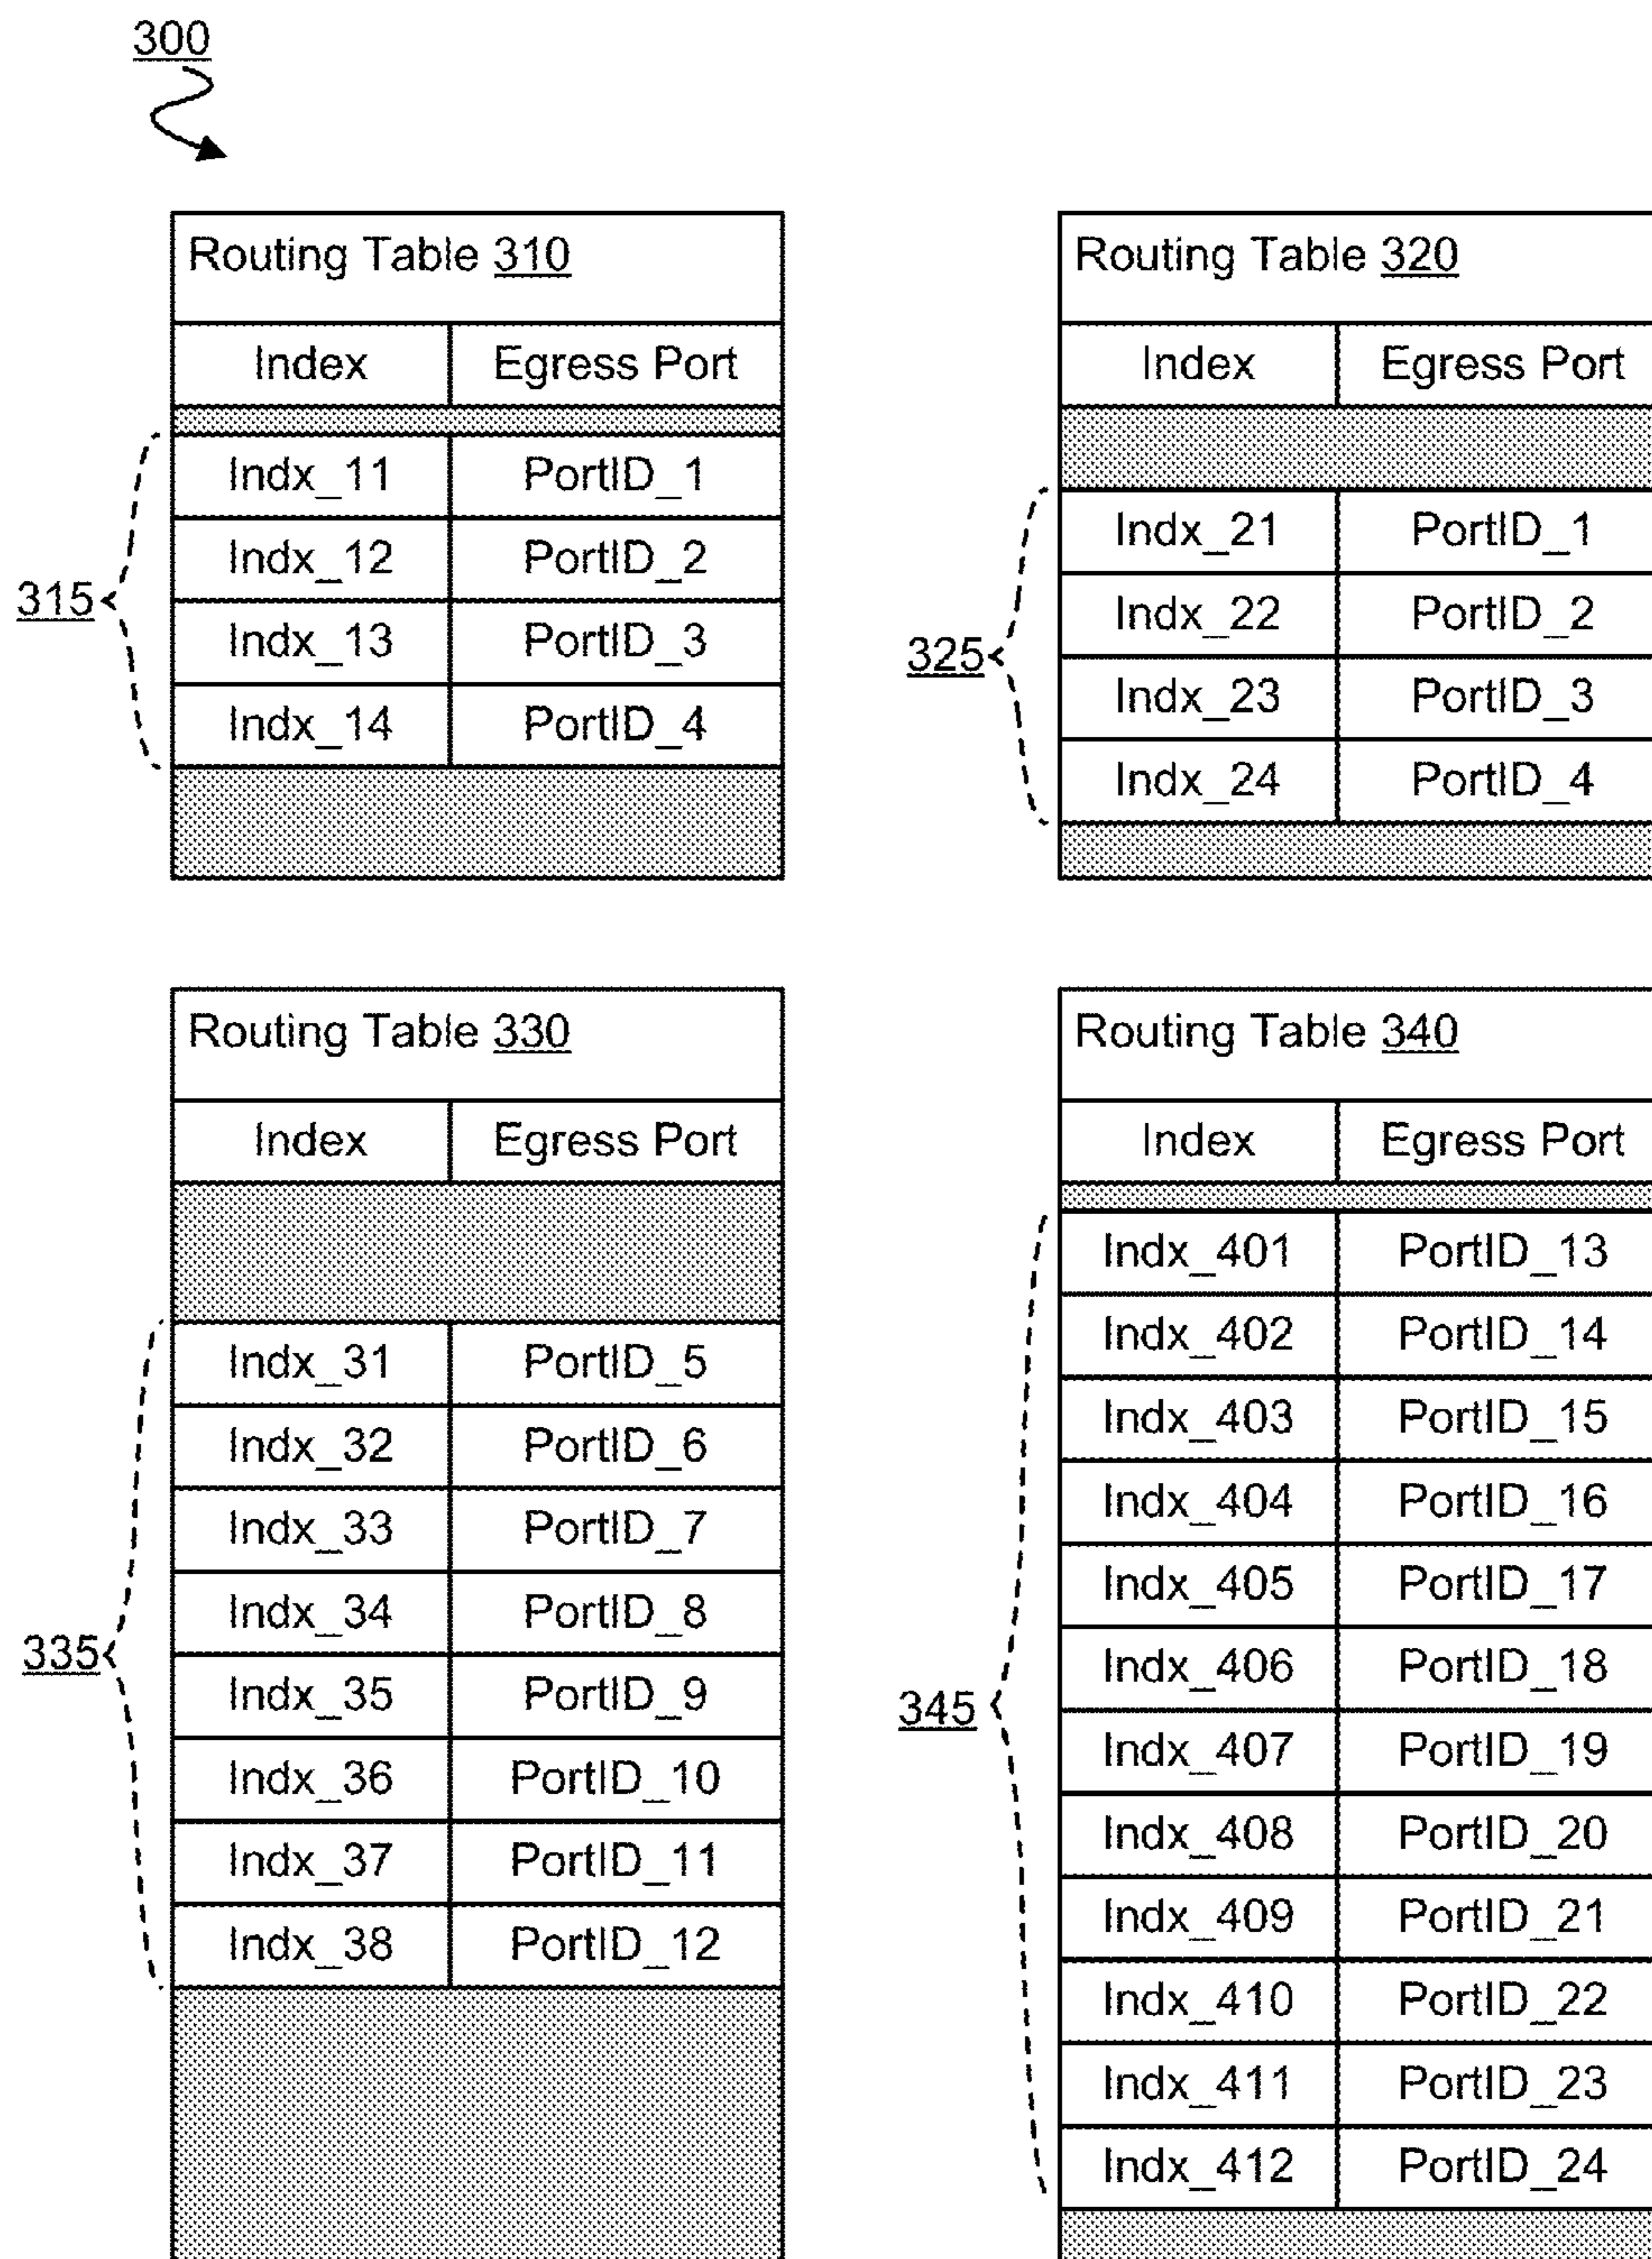 300
Routing Table 310
Index Egress Port
Indx_11 PortID_1
Indx_12 PortID_2
315
Indx_13 PortID_3
Indx_14 PortID_4
Routing Table 320
Index Egress Port
Indx_21 PortID_1
Indx_22 PortID_2
325
Indx_23 PortID_3
Indx_24 PortID_4
Routing Table 330
Index Egress Port
Indx_31 PortID_5
Indx_32 PortID_6
Indx_33 PortID_7
Indx_34 PortID_8
335
Indx_35 PortID_9
Indx_36 PortID_10
Indx_37 PortID_11
Indx_38 PortID_12
Routing Table 340
Index Egress Port
Indx_401 PortID_13
Indx_402 PortID_14
Indx_403 PortID_15
Indx_404 PortID_16
Indx_405 PortID_17
Indx_406 PortID_18
345
Indx_407 PortID_19
Indx_408 PortID_20
Indx_409 PortID_21
Indx_410 PortID_22
Indx_411 PortID_23
Indx_412 PortID_24